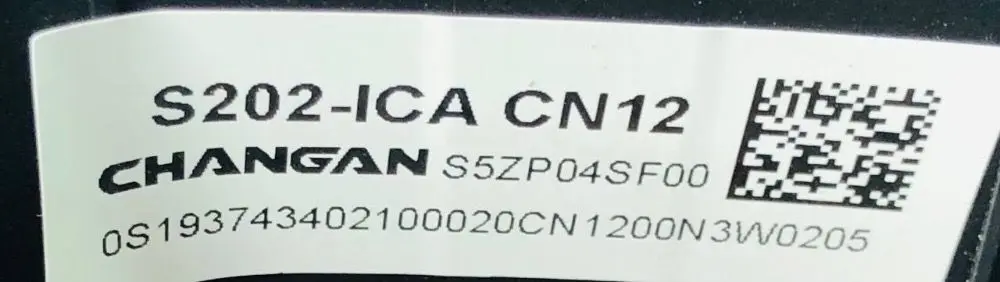 S202-ICA CN12
CHANGAN S5ZP04SF00
0S193743402100020CN1200N3W0205